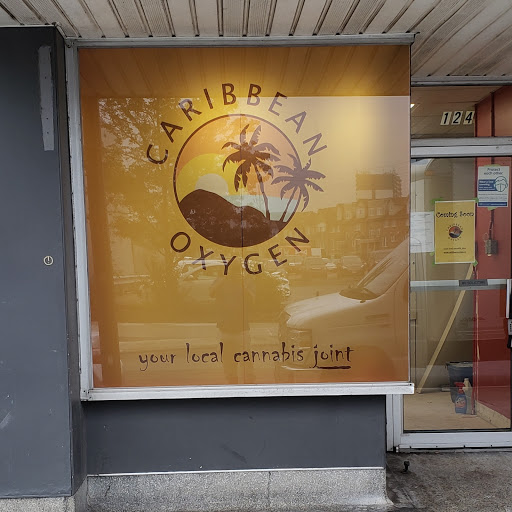 CARIBBEAN
OXYGEN
your local cannabis joint
124
Coming Soon